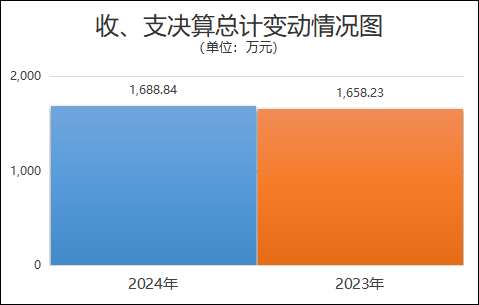 收、支决算总计变动情况图
（单位：万元）
2,000
1,688.84
1,658.23
1,000
0
2024年
2023年